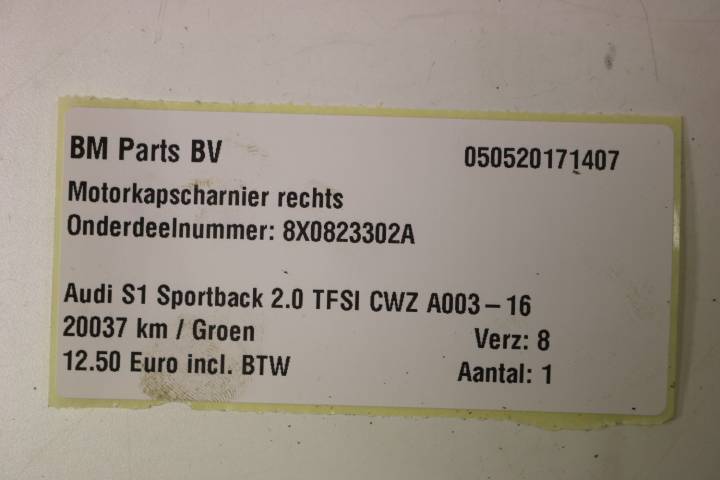 BM Parts BV 050520171407
Motorkapscharnier rechts
Onderdeelnummer: 8X0823302A
Audi S1 Sportback 2.0 TFSI CWZ A003-16
20037 km / Groen Verz: 8
12.50 Euro incl. BTW Aantal: 1